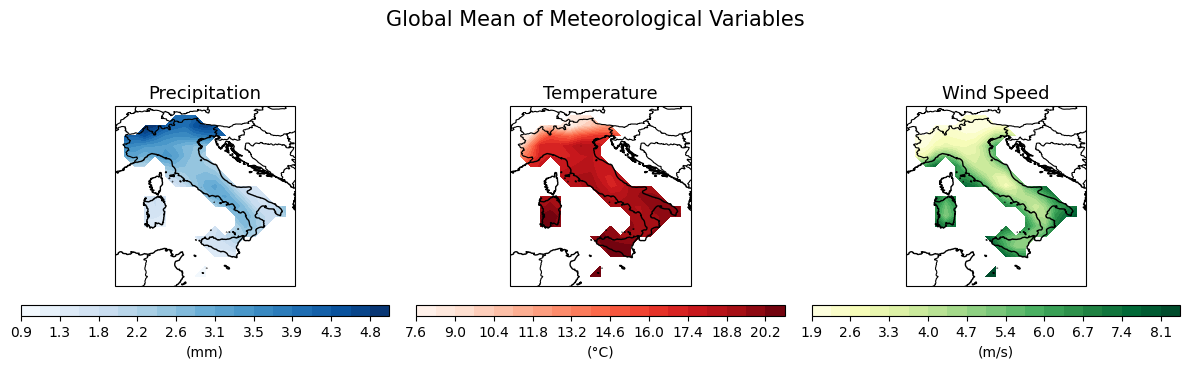 Global Mean of Meteorological Variables
Precipitation
Temperature
Wind Speed
0.9 1.3 1.8 2.2 2.6 3.1 3.5 3.9 4.3 4.8
(mm)
7.6 9.0 10.4 11.8 13.2 14.6 16.0 17.4 18.8 20.2
(°C)
1.9 2.6 3.3 4.0 4.7 5.4 6.0 6.7 7.4 8.1
(m/s)